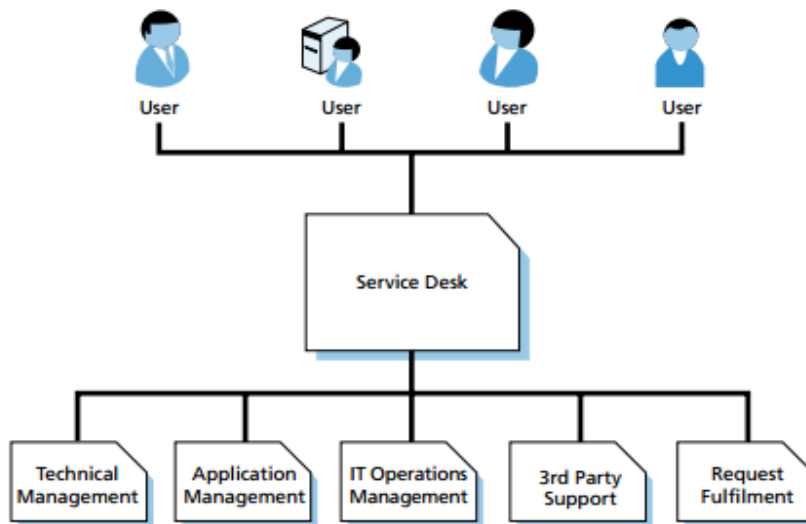 User
User
User
User
Service Desk
Technical
Management
Application
Management
IT Operations
Management
3rd Party
Support
Request
Fulfilment